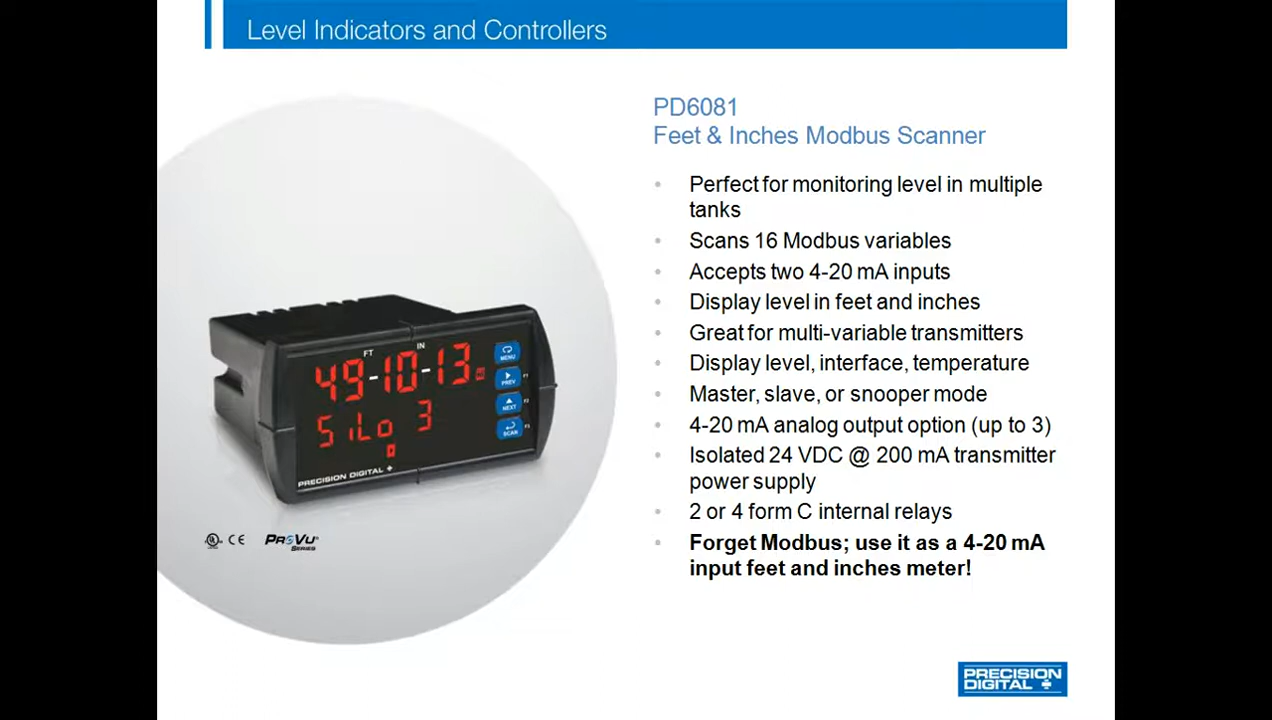 Level Indicators and Controllers
PD6081
Feet & Inches Modbus Scanner
• Perfect for monitoring level in multiple
tanks
• Scans 16 Modbus variables
• Accepts two 4-20 mA inputs
• Display level in feet and inches
• Great for multi-variable transmitters
• Display level, interface, temperature
• Master, slave, or snooper mode
• 4-20 mA analog output option (up to 3)
• Isolated 24 VDC @ 200 mA transmitter
power supply
• 2 or 4 form C internal relays
• Forget Modbus; use it as a 4-20 mA
input feet and inches meter!
FT IN
49-10-13
SiLo 3
MENU
PREV F1
NEXT F2
SCAN F3
PRECISION DIGITAL
UL CE PROVU
SERIES
PRECISION
DIGITAL